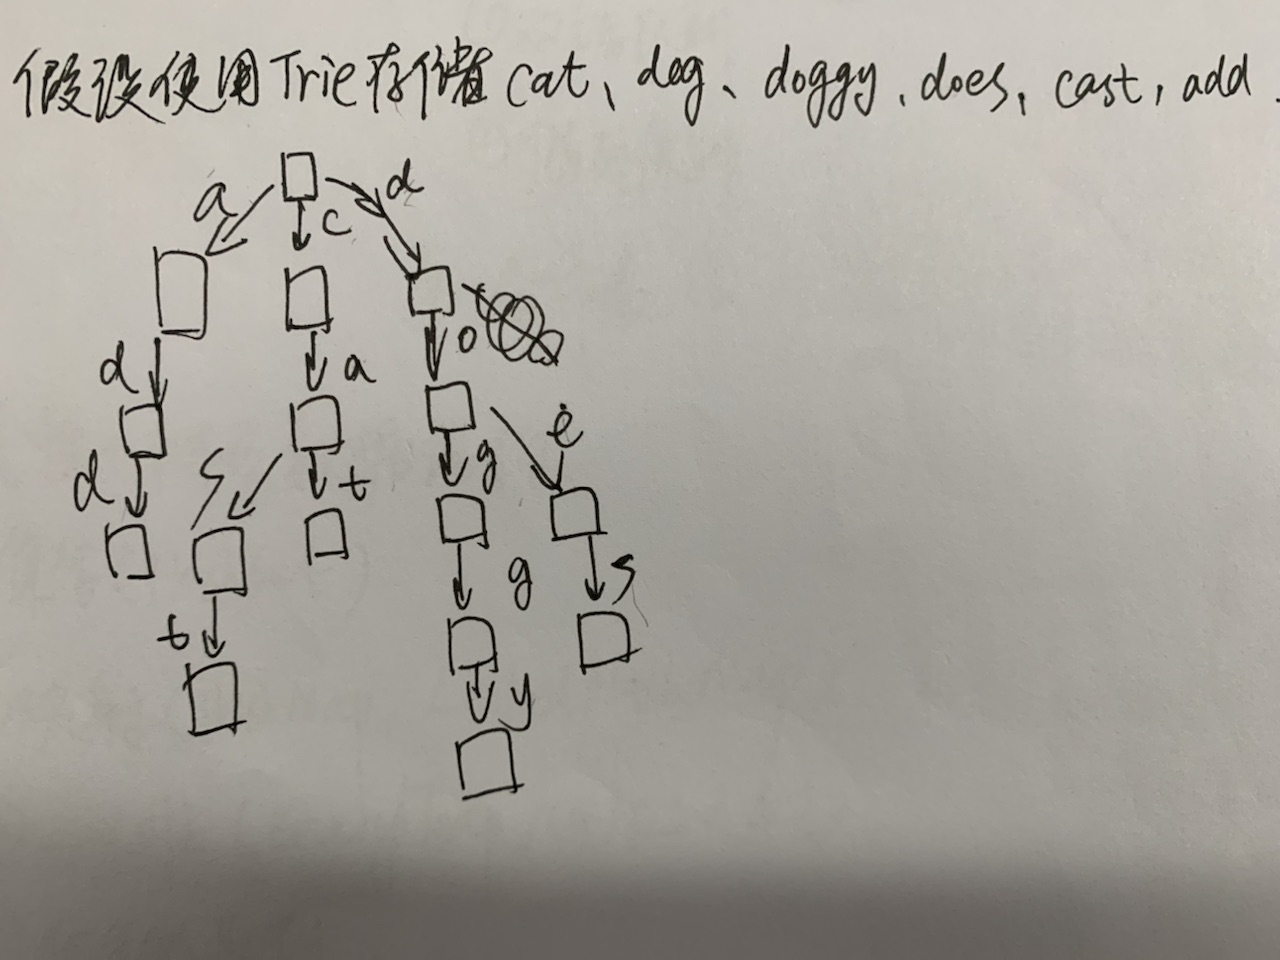 假设使用Trie存储 cat、dog、doggy、does, cast, add.
a
c
d
d
a
o
d
s
t
g
e
t
g
s
y